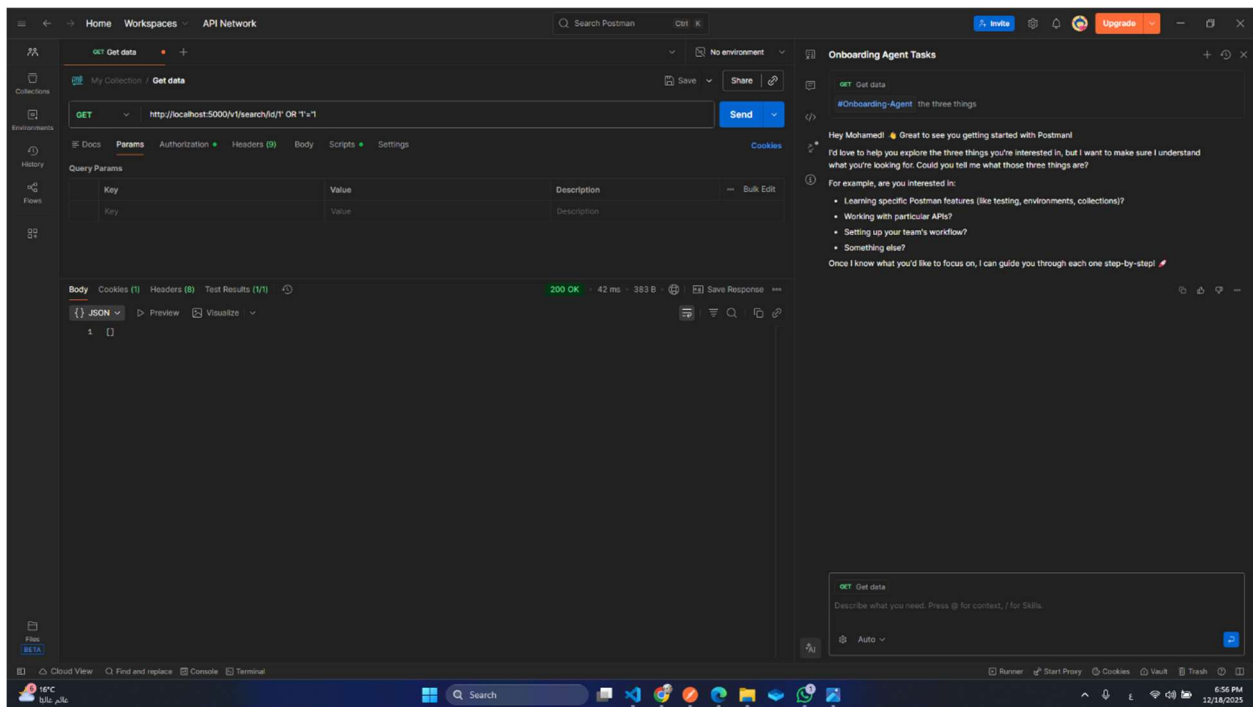 Home Workspaces API Network
Search Postman Ctrl K
Invite
Upgrade
GET Get data
No environment
Onboarding Agent Tasks
Collections
Environments
History
Flows
Files
BETA
My Collection / Get data
Save
Share
GET http://localhost:5000/v1/search/id/1' OR '1'='1
Send
Docs Params Authorization Headers (9) Body Scripts Settings
Cookies
Query Params
Key Value Description Bulk Edit
Key Value Description
Body Cookies (1) Headers (8) Test Results (1/1)
200 OK 42 ms 383 B Save Response
{} JSON Preview Visualize
1 []
GET Get data
#Onboarding-Agent the three things
Hey Mohamed! 👋 Great to see you getting started with Postman!
I'd love to help you explore the three things you're interested in, but I want to make sure I understand
what you're looking for. Could you tell me what those three things are?
For example, are you interested in:
• Learning specific Postman features (like testing, environments, collections)?
• Working with particular APIs?
• Setting up your team's workflow?
• Something else?
Once I know what you'd like to focus on, I can guide you through each one step-by-step! 🚀
GET Get data
Describe what you need. Press @ for context, / for Skills.
Auto
Cloud View Find and replace Console Terminal
Runner Start Proxy Cookies Vault Trash
16°C
غائم غالبا
Search
ع
6:56 PM
12/18/2025